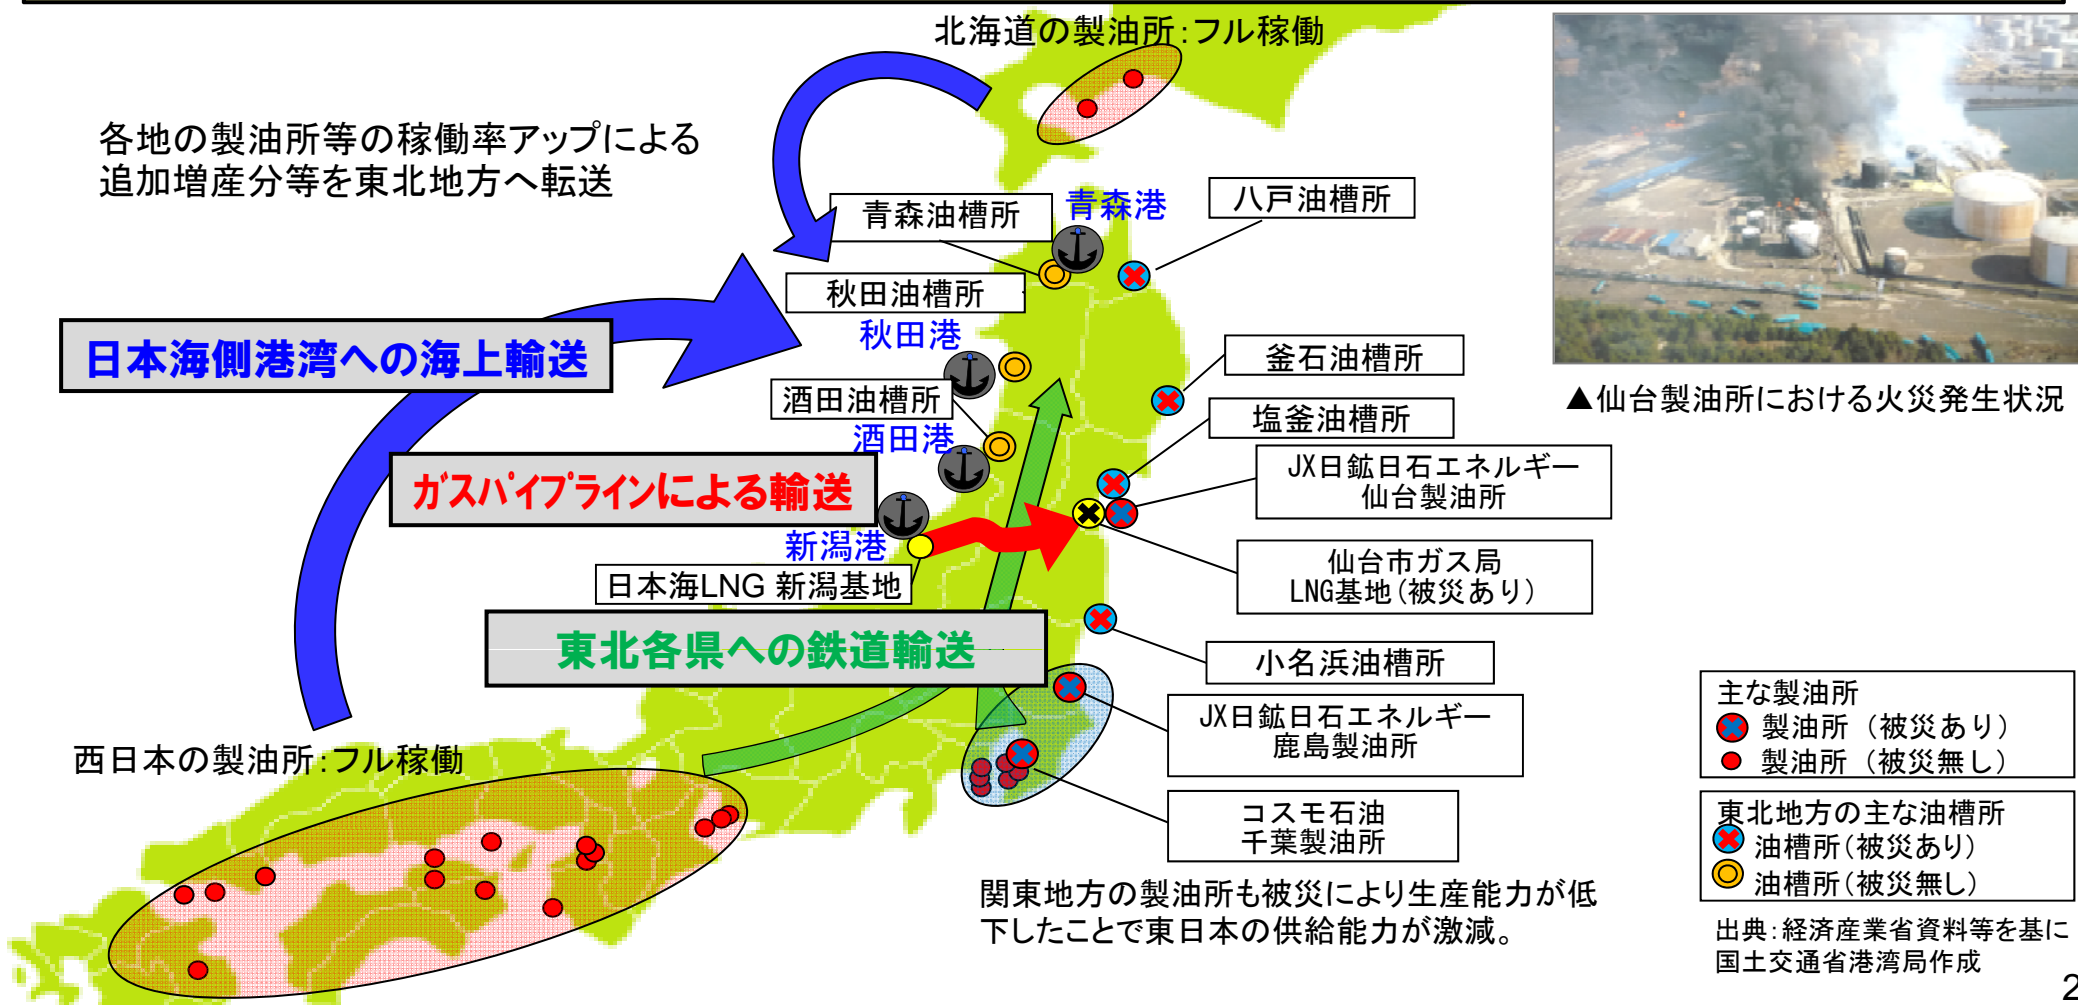 北海道の製油所：フル稼働
各地の製油所等の稼働率アップによる
追加増産分等を東北地方へ転送
青森油槽所
青森港
八戸油槽所
秋田油槽所
秋田港
日本海側港湾への海上輸送
釜石油槽所
▲仙台製油所における火災発生状況
酒田油槽所
酒田港
塩釜油槽所
ガスパイプラインによる輸送
JX日鉱日石エネルギー
仙台製油所
新潟港
日本海LNG 新潟基地
仙台市ガス局
LNG基地(被災あり)
東北各県への鉄道輸送
小名浜油槽所
JX日鉱日石エネルギー
鹿島製油所
西日本の製油所：フル稼働
コスモ石油
千葉製油所
関東地方の製油所も被災により生産能力が低
下したことで東日本の供給能力が激減。
主な製油所
製油所（被災あり）
製油所（被災無し）
東北地方の主な油槽所
油槽所(被災あり)
油槽所(被災無し)
出典：経済産業省資料等を基に
国土交通省港湾局作成
2